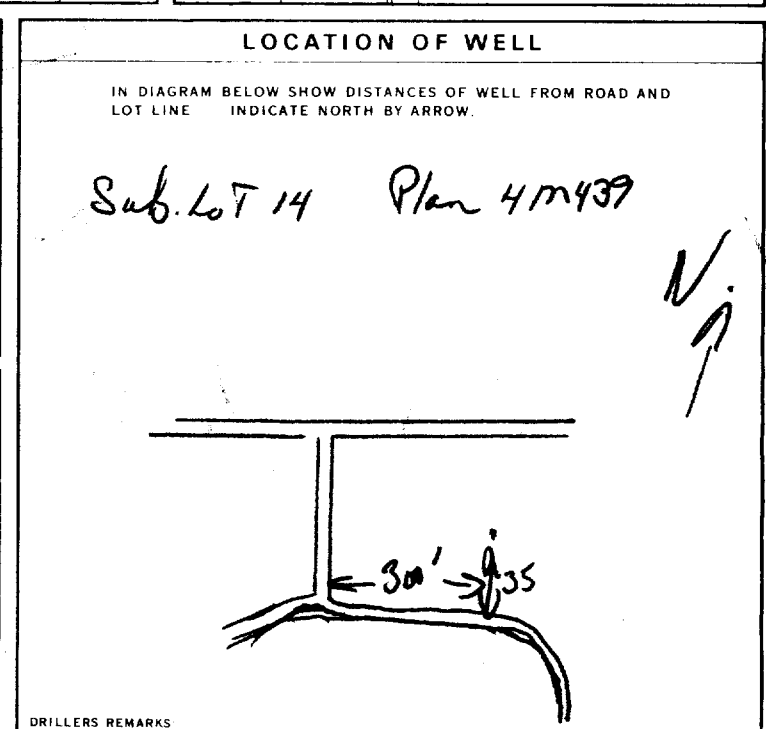 LOCATION OF WELL
IN DIAGRAM BELOW SHOW DISTANCES OF WELL FROM ROAD AND
LOT LINE INDICATE NORTH BY ARROW.
Sub. Lot 14 Plan 4M439
N.
300' 35
DRILLERS REMARKS